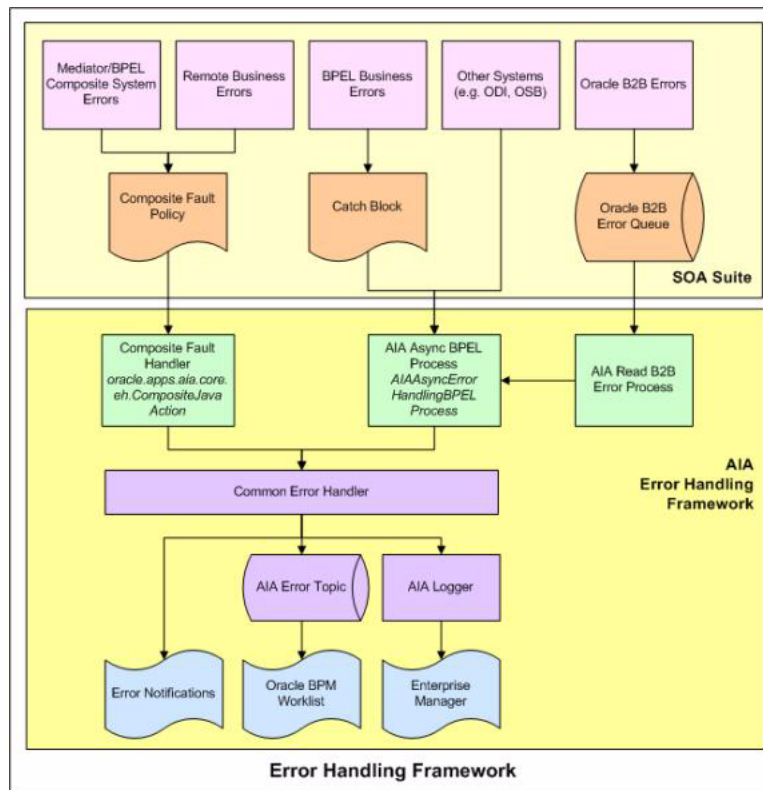 Mediator/BPEL
Composite System
Errors
Remote Business
Errors
BPEL Business
Errors
Other Systems
(e.g. ODI, OSB)
Oracle B2B Errors
Composite Fault
Policy
Catch Block
Oracle B2B
Error Queue
SOA Suite
Composite Fault
Handler
oracle.apps.aia.core.
eh.CompositeJava
Action
AIA Async BPEL
Process
AIAAsyncError
HandlingBPEL
Process
AIA Read B2B
Error Process
AIA
Error Handling
Framework
Common Error Handler
AIA Error Topic
AIA Logger
Error Notifications
Oracle BPM
Worklist
Enterprise
Manager
Error Handling Framework